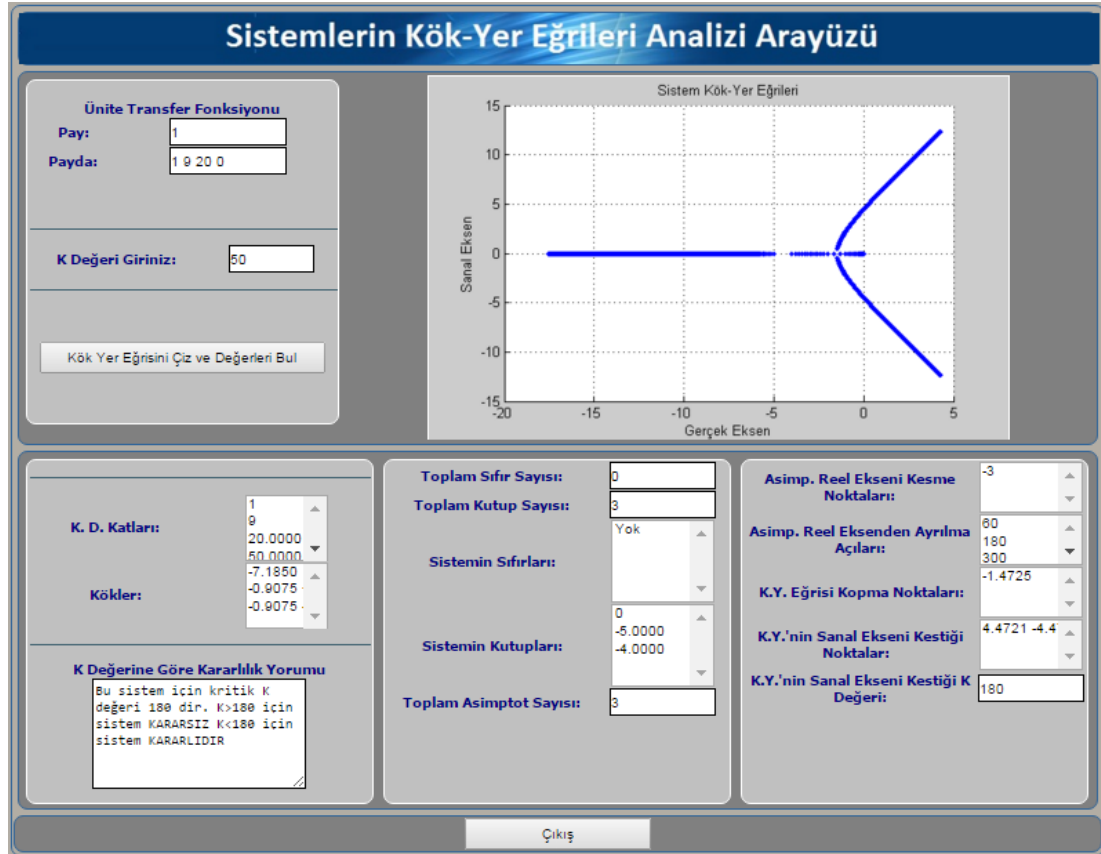 Sistemlerin Kök-Yer Eğrileri Analizi Arayüzü
Ünite Transfer Fonksiyonu
Pay:
1
Payda:
1 9 20 0
K Değeri Giriniz:
50
Kök Yer Eğrisini Çiz ve Değerleri Bul
Sistem Kök-Yer Eğrileri
15
10
5
0
-5
-10
-15
Sanal Eksen
-20
-15
-10
-5
0
5
Gerçek Eksen
K. D. Katları:
1
9
20.0000
50.0000
Kökler:
-7.1850
-0.9075
-0.9075
K Değerine Göre Kararlılık Yorumu
Bu sistem için kritik K
değeri 180 dir. K>180 için
sistem KARARSIZ K<180 için
sistem KARARLIDIR
Toplam Sıfır Sayısı:
0
Toplam Kutup Sayısı:
3
Sistemin Sıfırları:
Yok
Sistemin Kutupları:
0
-5.0000
-4.0000
Toplam Asimptot Sayısı:
3
Asimp. Reel Ekseni Kesme
Noktaları:
-3
Asimp. Reel Eksenden Ayrılma
Açıları:
60
180
300
K.Y. Eğrisi Kopma Noktaları:
-1.4725
K.Y.'nin Sanal Ekseni Kestiği
Noktalar:
4.4721 -4.4
K.Y.'nin Sanal Ekseni Kestiği K
Değeri:
180
Çıkış